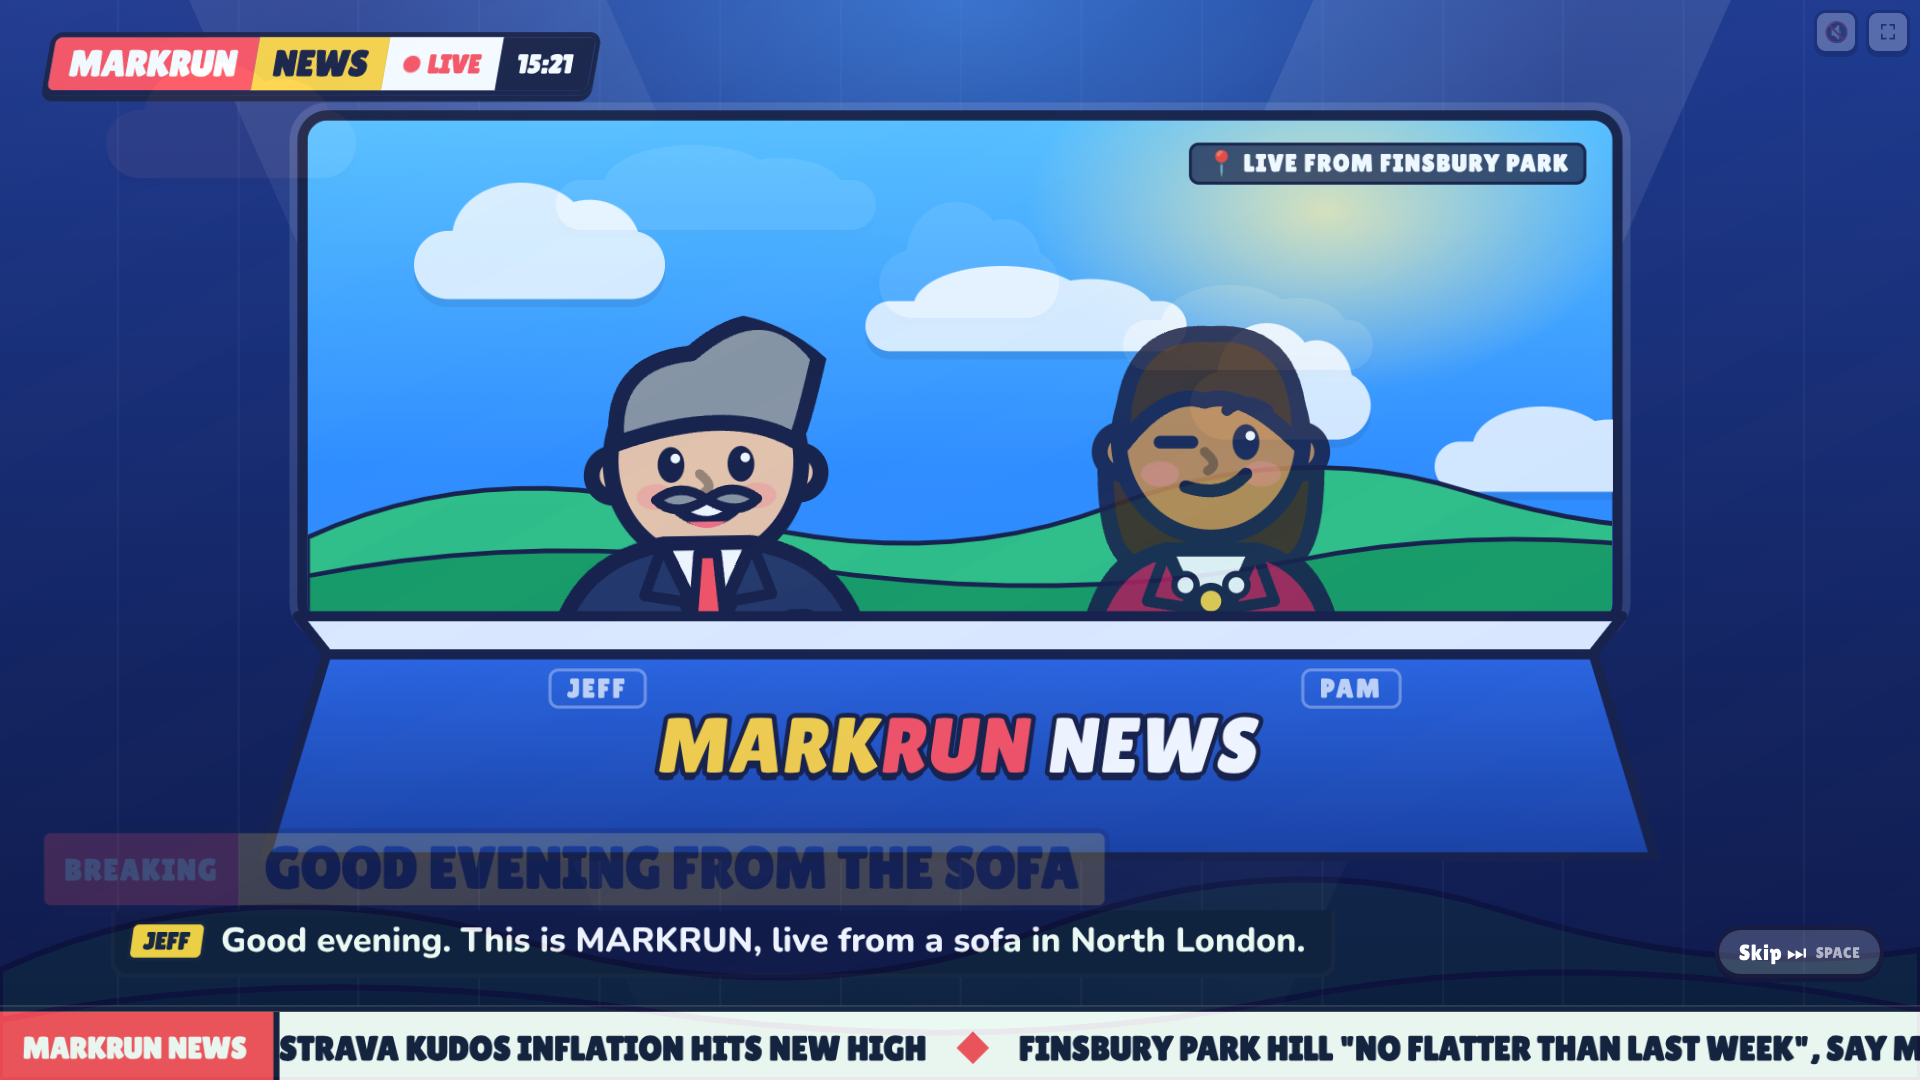 MARKRUN NEWS LIVE 15:21
LIVE FROM FINSBURY PARK
JEFF
PAM
MARKRUN NEWS
BREAKING GOOD EVENING FROM THE SOFA
JEFF Good evening. This is MARKRUN, live from a sofa in North London.
Skip SPACE
MARKRUN NEWS STRAVA KUDOS INFLATION HITS NEW HIGH FINSBURY PARK HILL "NO FLATTER THAN LAST WEEK", SAY